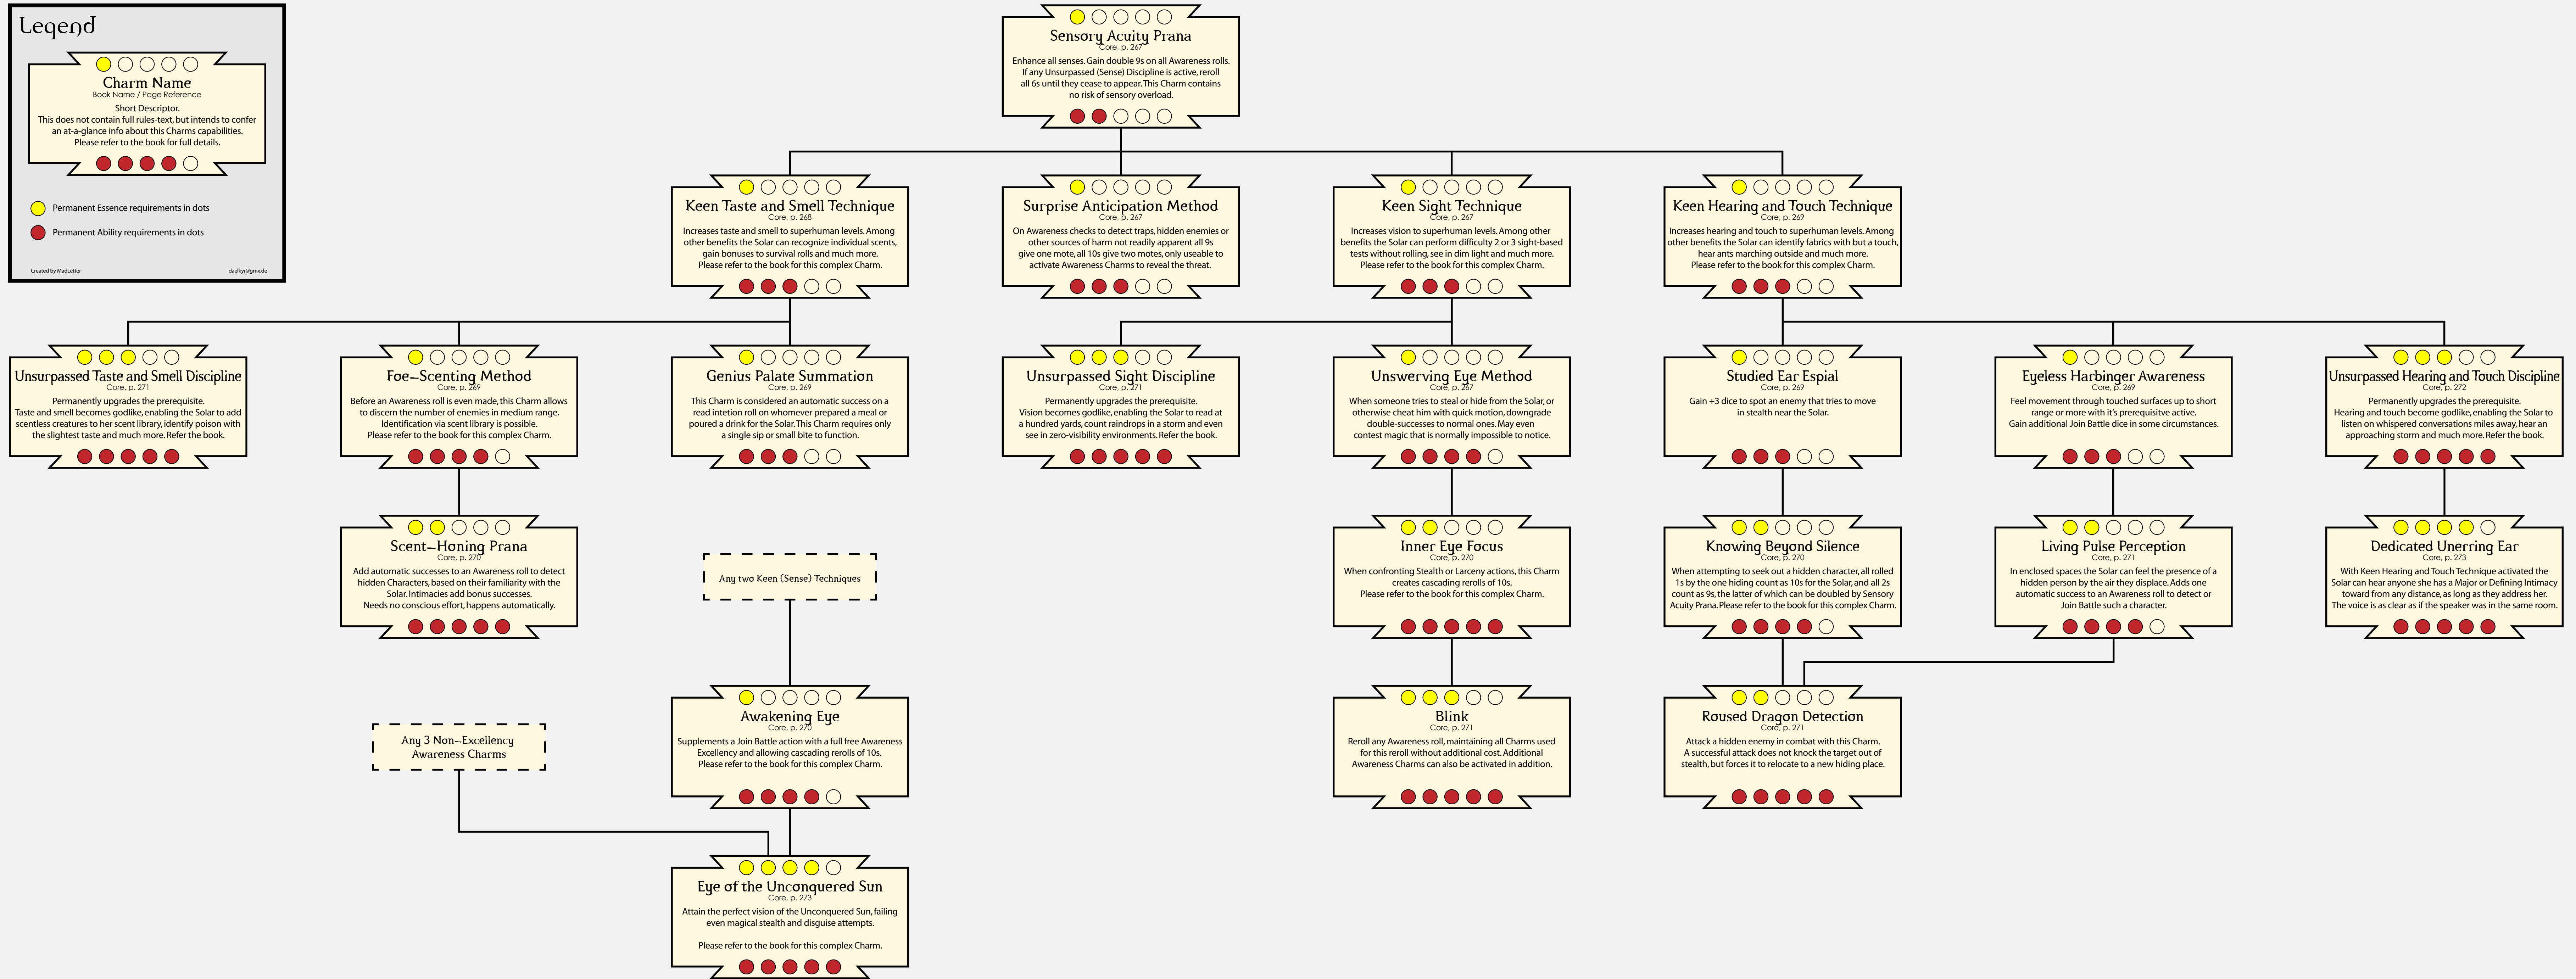 Legend
Charm Name
Book Name / Page Reference
Short Descriptor.
This does not contain full rules-text, but intends to confer
an at-a-glance info about this Charms capabilities.
Please refer to the book for full details.
Permanent Essence requirements in dots
Permanent Ability requirements in dots
Created by MadLetter
daelkyr@gmx.de
Sensory Acuity Prana
Core, p. 267
Enhance all senses. Gain double 9s on all Awareness rolls.
If any Unsurpassed (Sense) Discipline is active, reroll
all 6s until they cease to appear. This Charm contains
no risk of sensory overload.
Keen Taste and Smell Technique
Core, p. 268
Increases taste and smell to superhuman levels. Among
other benefits the Solar can recognize individual scents,
gain bonuses to survival rolls and much more.
Please refer to the book for this complex Charm.
Surprise Anticipation Method
Core, p. 267
On Awareness checks to detect traps, hidden enemies or
other sources of harm not readily apparent all 9s
give one mote, all 10s give two motes, only useable to
activate Awareness Charms to reveal the threat.
Keen Sight Technique
Core, p. 267
Increases vision to superhuman levels. Among other
benefits the Solar can perform difficulty 2 or 3 sight-based
tests without rolling, see in dim light and much more.
Please refer to the book for this complex Charm.
Keen Hearing and Touch Technique
Core, p. 269
Increases hearing and touch to superhuman levels. Among
other benefits the Solar can identify fabrics with but a touch,
hear ants marching outside and much more.
Please refer to the book for this complex Charm.
Unsurpassed Taste and Smell Discipline
Core, p. 271
Permanently upgrades the prerequisite.
Taste and smell becomes godlike, enabling the Solar to add
scentless creatures to her scent library, identify poison with
the slightest taste and much more. Refer the book.
Foe-Scenting Method
Core, p. 269
Before an Awareness roll is even made, this Charm allows
to discern the number of enemies in medium range.
Identification via scent library is possible.
Please refer to the book for this complex Charm.
Genius Palate Summation
Core, p. 269
This Charm is considered an automatic success on a
read intetion roll on whomever prepared a meal or
poured a drink for the Solar. This Charm requires only
a single sip or small bite to function.
Unsurpassed Sight Discipline
Core, p. 271
Permanently upgrades the prerequisite.
Vision becomes godlike, enabling the Solar to read at
a hundred yards, count raindrops in a storm and even
see in zero-visibility environments. Refer the book.
Unswerving Eye Method
Core, p. 267
When someone tries to steal or hide from the Solar, or
otherwise cheat him with quick motion, downgrade
double-successes to normal ones. May even
contest magic that is normally impossible to notice.
Studied Ear Espial
Core, p. 269
Gain +3 dice to spot an enemy that tries to move
in stealth near the Solar.
Eyeless Harbinger Awareness
Core, p. 269
Feel movement through touched surfaces up to short
range or more with it's prerequisitve active.
Gain additional Join Battle dice in some circumstances.
Unsurpassed Hearing and Touch Discipline
Core, p. 272
Permanently upgrades the prerequisite.
Hearing and touch become godlike, enabling the Solar to
listen on whispered conversations miles away, hear an
approaching storm and much more. Refer the book.
Scent-Honing Prana
Core, p. 270
Add automatic successes to an Awareness roll to detect
hidden Characters, based on their familiarity with the
Solar. Intimacies add bonus successes.
Needs no conscious effort, happens automatically.
Any two Keen (Sense) Techniques
Inner Eye Focus
Core, p. 270
When confronting Stealth or Larceny actions, this Charm
creates cascading rerolls of 10s.
Please refer to the book for this complex Charm.
Knowing Beyond Silence
Core, p. 270
When attempting to seek out a hidden character, all rolled
1s by the one hiding count as 10s for the Solar, and all 2s
count as 9s, the latter of which can be doubled by Sensory
Acuity Prana. Please refer to the book for this complex Charm.
Living Pulse Perception
Core, p. 271
In enclosed spaces the Solar can feel the presence of a
hidden person by the air they displace. Adds one
automatic success to an Awareness roll to detect or
Join Battle such a character.
Dedicated Unerring Ear
Core, p. 273
With Keen Hearing and Touch Technique activated the
Solar can hear anyone she has a Major or Defining Intimacy
toward from any distance, as long as they address her.
The voice is as clear as if the speaker was in the same room.
Any 3 Non-Excellency
Awareness Charms
Awakening Eye
Core, p. 270
Supplements a Join Battle action with a full free Awareness
Excellency and allowing cascading rerolls of 10s.
Please refer to the book for this complex Charm.
Blink
Core, p. 271
Reroll any Awareness roll, maintaining all Charms used
for this reroll without additional cost. Additional
Awareness Charms can also be activated in addition.
Roused Dragon Detection
Core, p. 271
Attack a hidden enemy in combat with this Charm.
A successful attack does not knock the target out of
stealth, but forces it to relocate to a new hiding place.
Eye of the Unconquered Sun
Core, p. 273
Attain the perfect vision of the Unconquered Sun, failing
even magical stealth and disguise attempts.
Please refer to the book for this complex Charm.